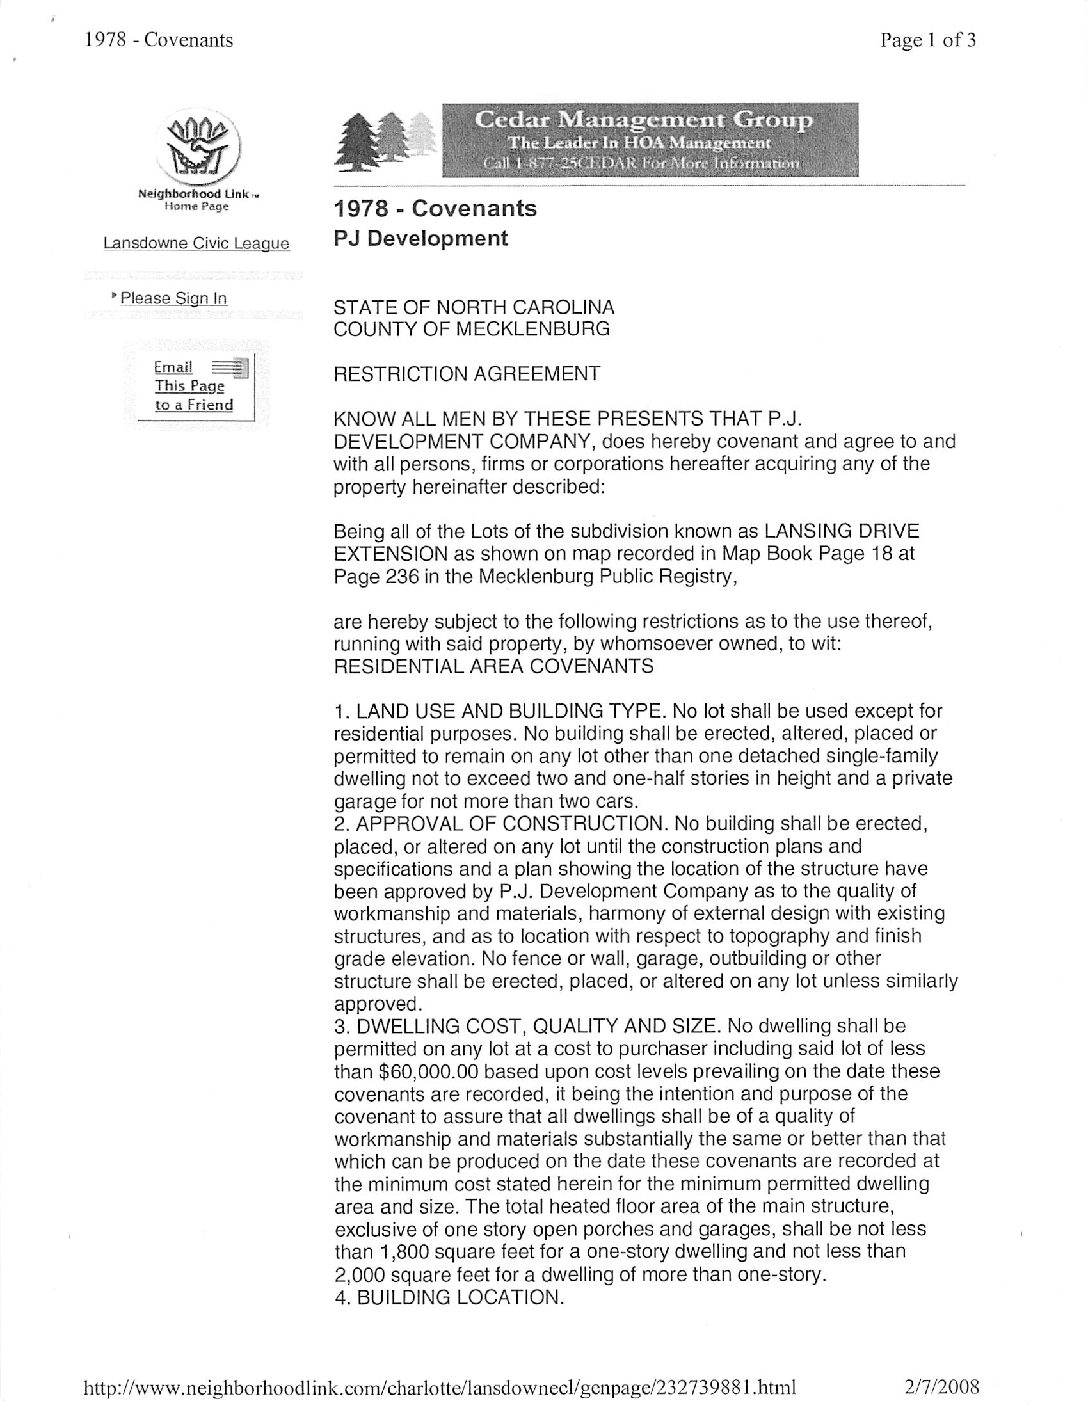 1978 - Covenants
Page 1 of 3
Cedar Management Group
The Leader In HOA Management
Call 1-877-25CEDAR For More Information
Neighborhood Link™
Home Page
Lansdowne Civic League
Please Sign In
Email
This Page
to a Friend
1978 - Covenants
PJ Development
STATE OF NORTH CAROLINA
COUNTY OF MECKLENBURG
RESTRICTION AGREEMENT
KNOW ALL MEN BY THESE PRESENTS THAT P.J.
DEVELOPMENT COMPANY, does hereby covenant and agree to and
with all persons, firms or corporations hereafter acquiring any of the
property hereinafter described:
Being all of the Lots of the subdivision known as LANSING DRIVE
EXTENSION as shown on map recorded in Map Book Page 18 at
Page 236 in the Mecklenburg Public Registry,
are hereby subject to the following restrictions as to the use thereof,
running with said property, by whomsoever owned, to wit:
RESIDENTIAL AREA COVENANTS
1. LAND USE AND BUILDING TYPE. No lot shall be used except for
residential purposes. No building shall be erected, altered, placed or
permitted to remain on any lot other than one detached single-family
dwelling not to exceed two and one-half stories in height and a private
garage for not more than two cars.
2. APPROVAL OF CONSTRUCTION. No building shall be erected,
placed, or altered on any lot until the construction plans and
specifications and a plan showing the location of the structure have
been approved by P.J. Development Company as to the quality of
workmanship and materials, harmony of external design with existing
structures, and as to location with respect to topography and finish
grade elevation. No fence or wall, garage, outbuilding or other
structure shall be erected, placed, or altered on any lot unless similarly
approved.
3. DWELLING COST, QUALITY AND SIZE. No dwelling shall be
permitted on any lot at a cost to purchaser including said lot of less
than $60,000.00 based upon cost levels prevailing on the date these
covenants are recorded, it being the intention and purpose of the
covenant to assure that all dwellings shall be of a quality of
workmanship and materials substantially the same or better than that
which can be produced on the date these covenants are recorded at
the minimum cost stated herein for the minimum permitted dwelling
area and size. The total heated floor area of the main structure,
exclusive of one story open porches and garages, shall be not less
than 1,800 square feet for a one-story dwelling and not less than
2,000 square feet for a dwelling of more than one-story.
4. BUILDING LOCATION.
http://www.neighborhoodlink.com/charlotte/lansdownecl/genpage/232739881.html
2/7/2008